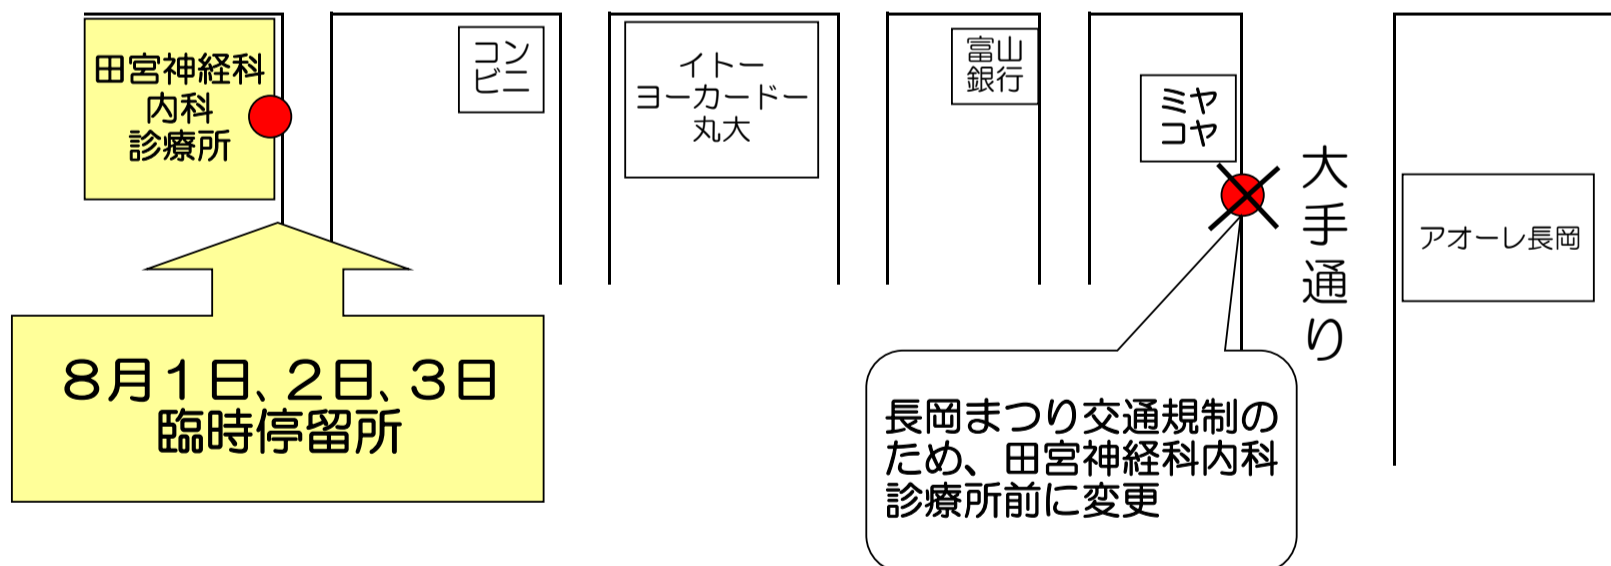 田宮神経科
内科
診療所
コン
ビニ
イトー
ヨーカードー
丸大
富山
銀行
ミヤ
コヤ
大手通り
アオーレ長岡
８月１日、２日、３日
臨時停留所
長岡まつり交通規制の
ため、田宮神経科内科
診療所前に変更